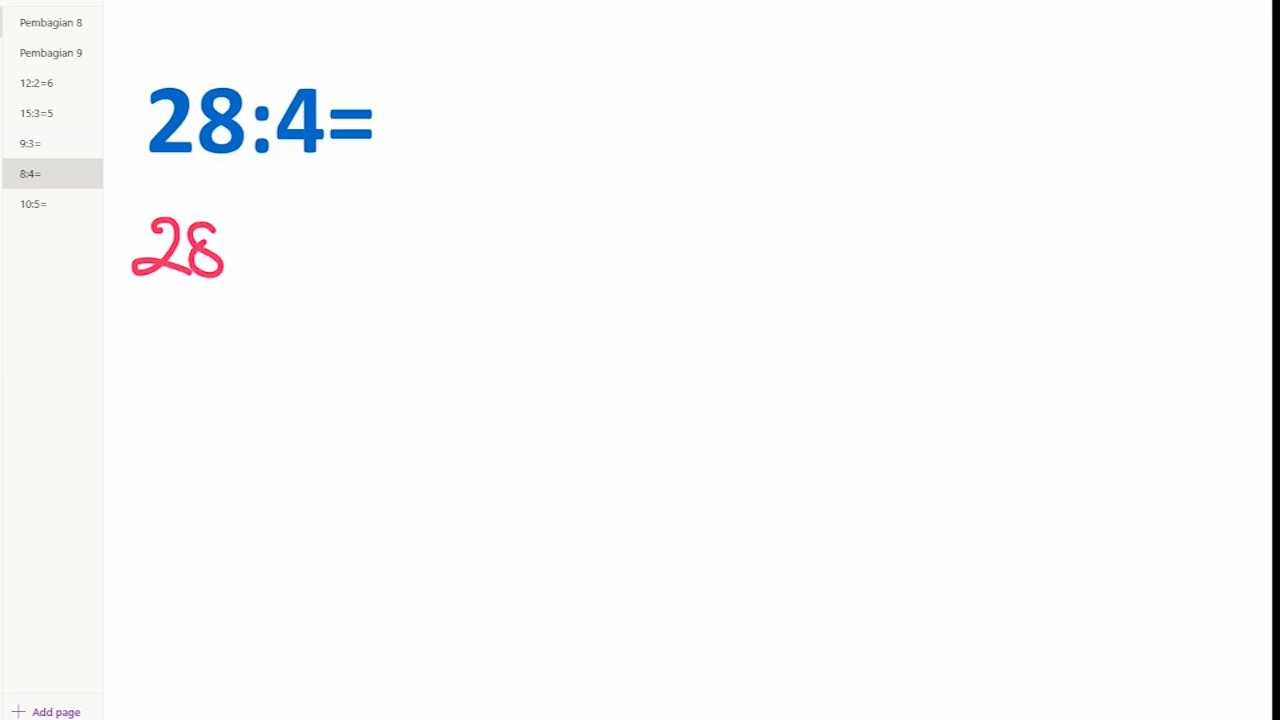 Pembagian 8
Pembagian 9
12:2=6
15:3=5
9:3=
8:4=
10:5=
Add page
28:4=
28